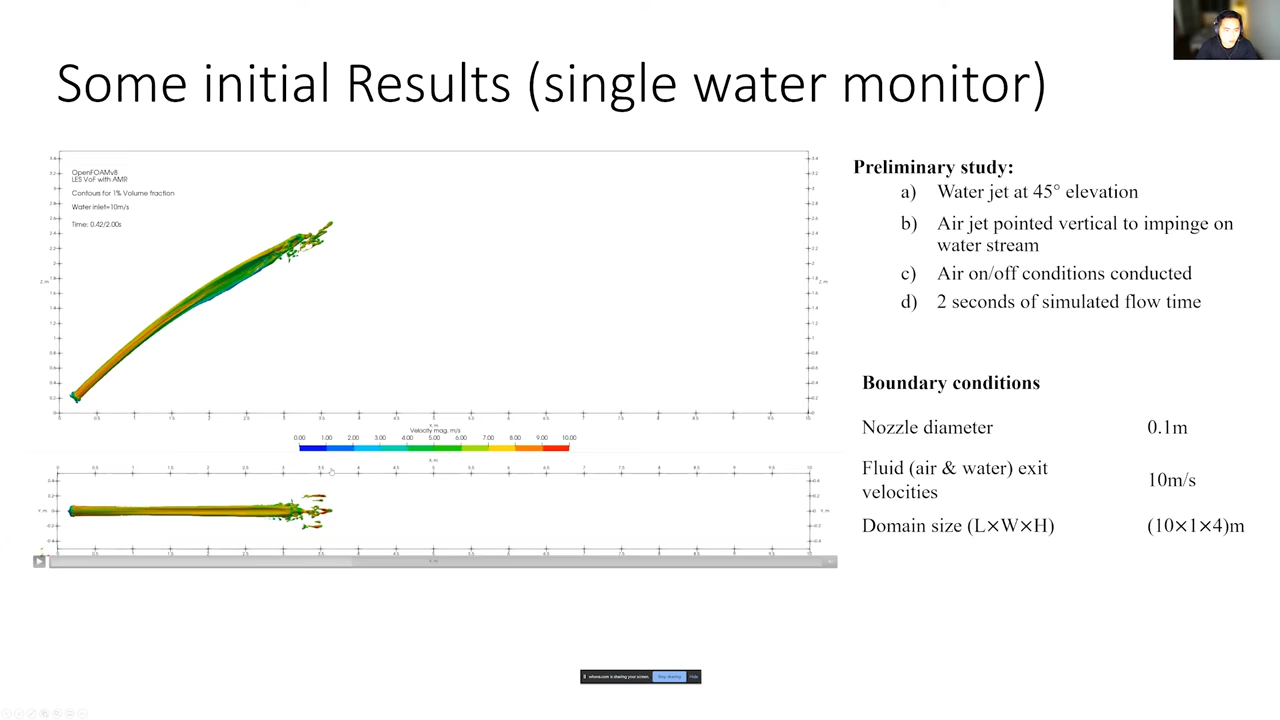 Some initial Results (single water monitor)
OpenFOAMv8
LES VoF with AMR
Contours for 1% Volume fraction
Water inlet=10m/s
Time: 0.42/2.00s
Velocity mag. m/s
0.00 1.00 2.00 3.00 4.00 5.00 6.00 7.00 8.00 9.00 10.00
Preliminary study:
a) Water jet at 45° elevation
b) Air jet pointed vertical to impinge on
water stream
c) Air on/off conditions conducted
d) 2 seconds of simulated flow time
Boundary conditions
Nozzle diameter 0.1m
Fluid (air & water) exit
velocities 10m/s
Domain size (L×W×H) (10×1×4)m
Stop sharing
Hide